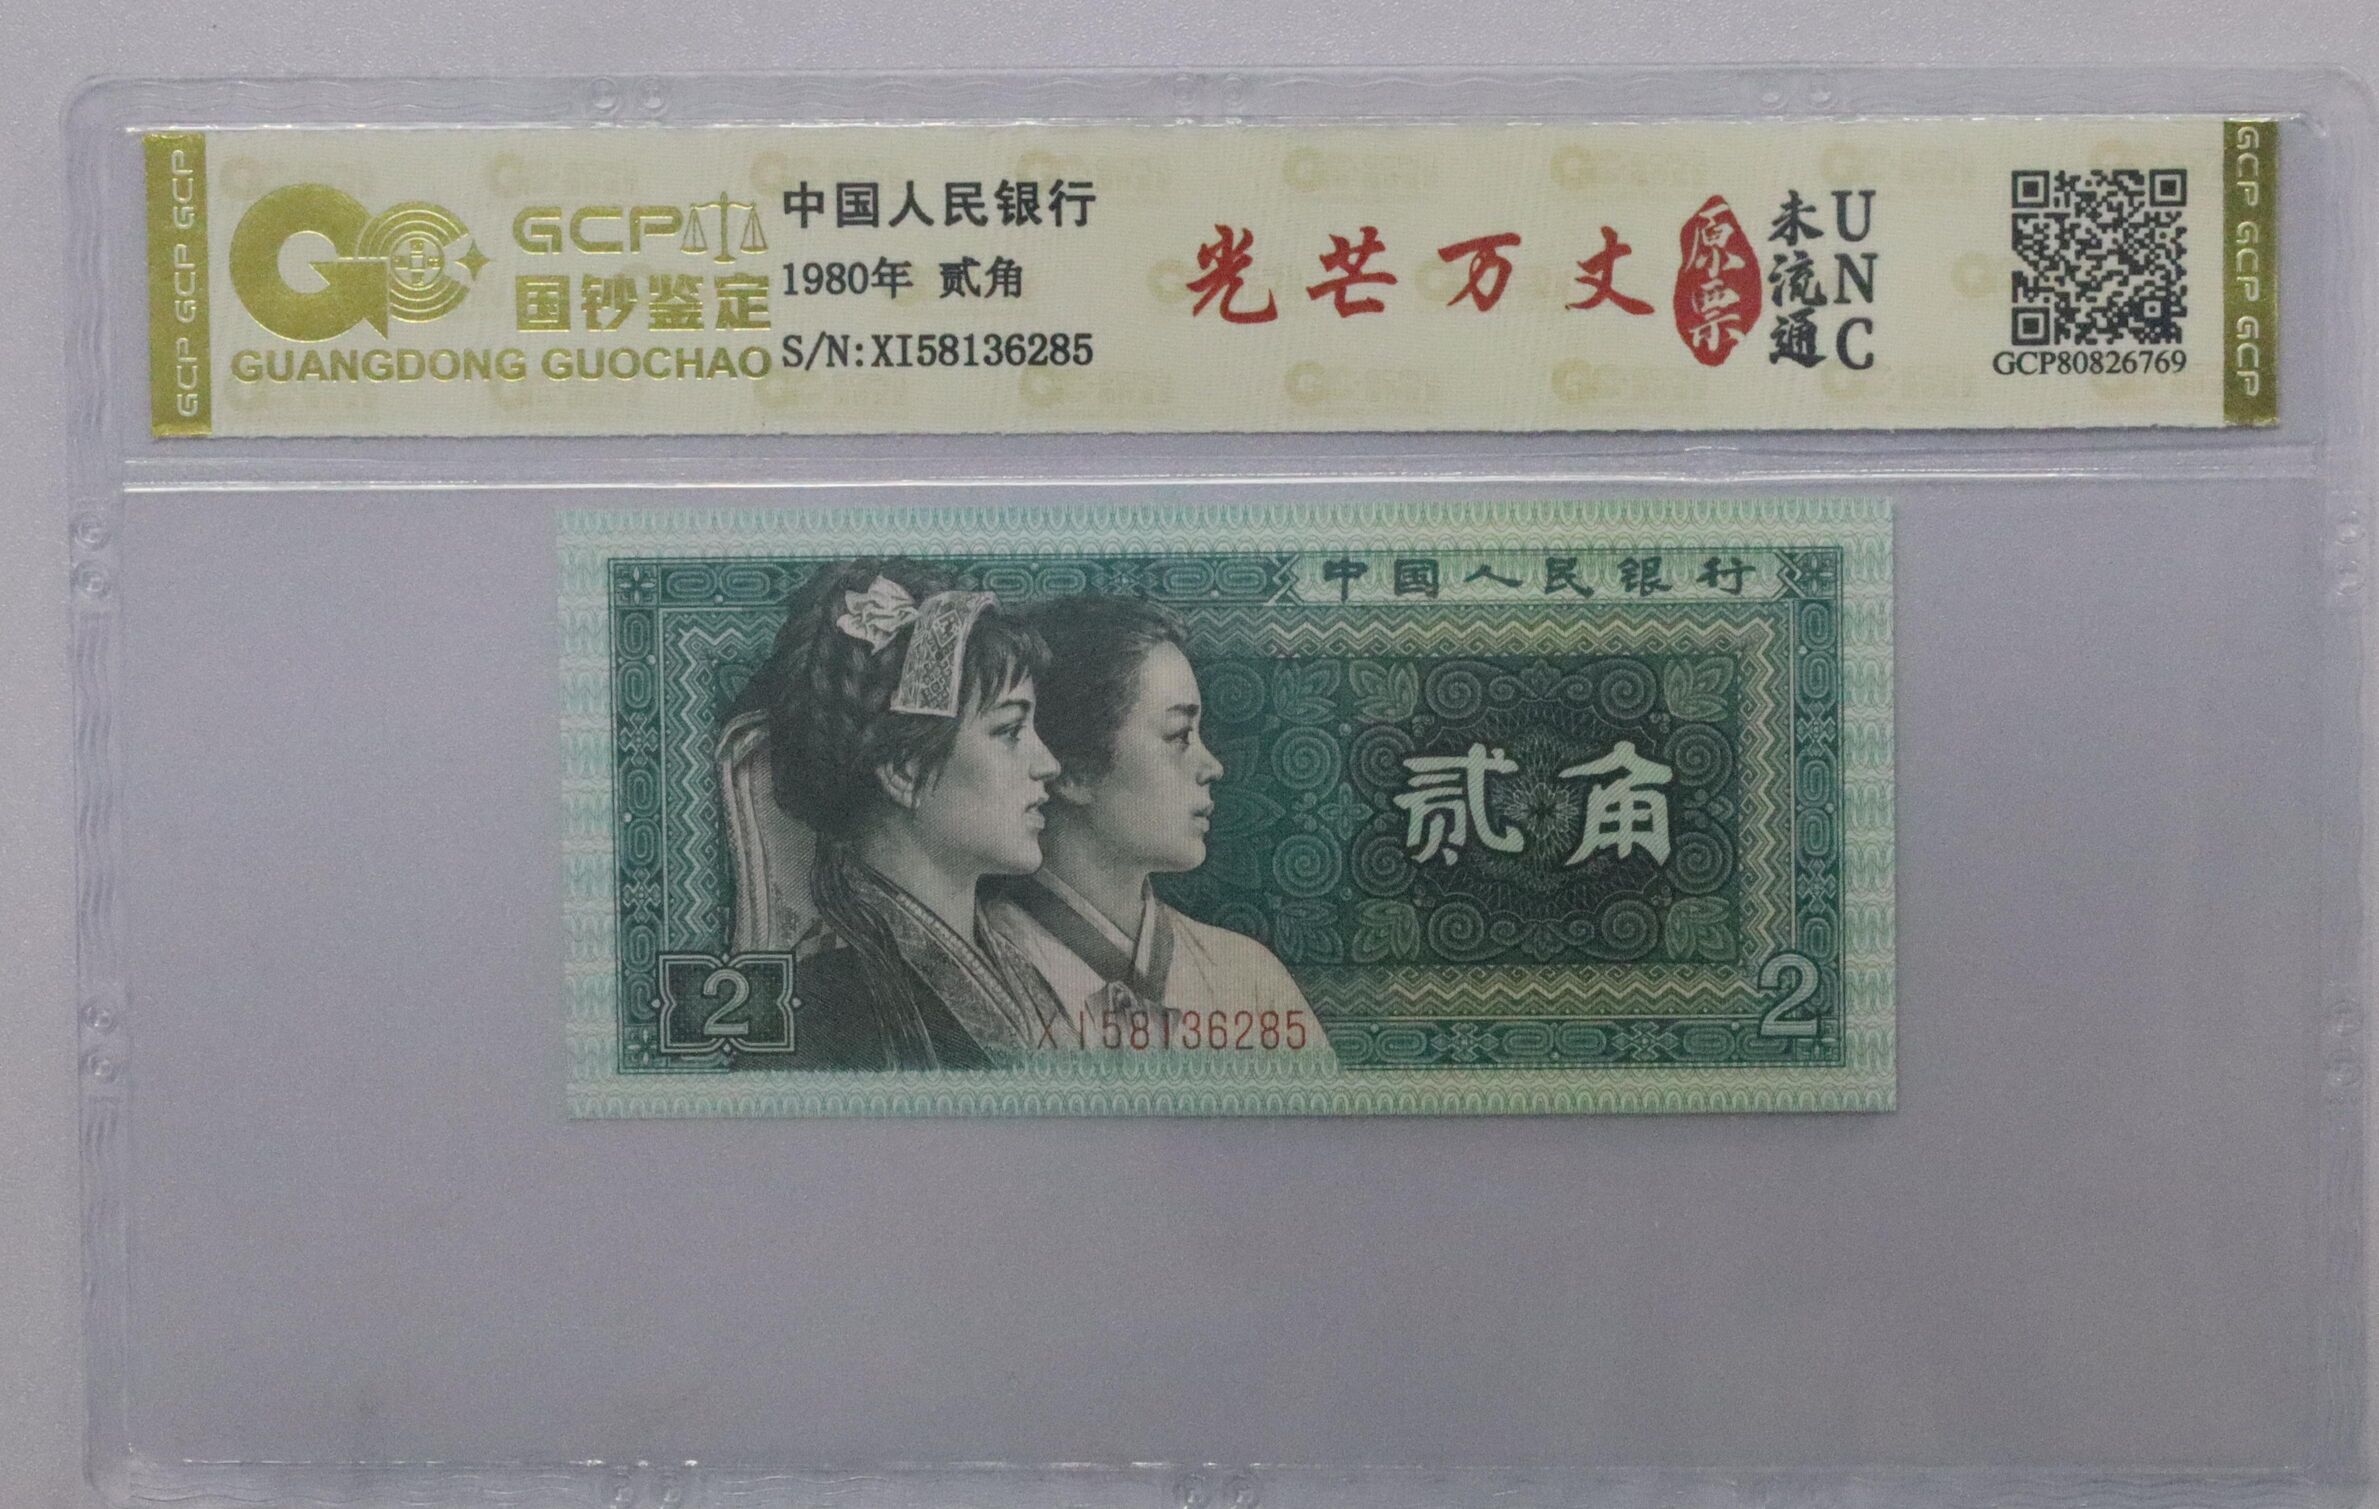 GCP GCP GCP
GCP
国钞鉴定
GUANGDONG GUOCHAO
中国人民银行
1980年 贰角
S/N:XI58136285
光芒万丈
原票
未流通
UNC
GCP80826769
GCP GCP GCP
中国人民银行
贰角
2
2
XI58136285